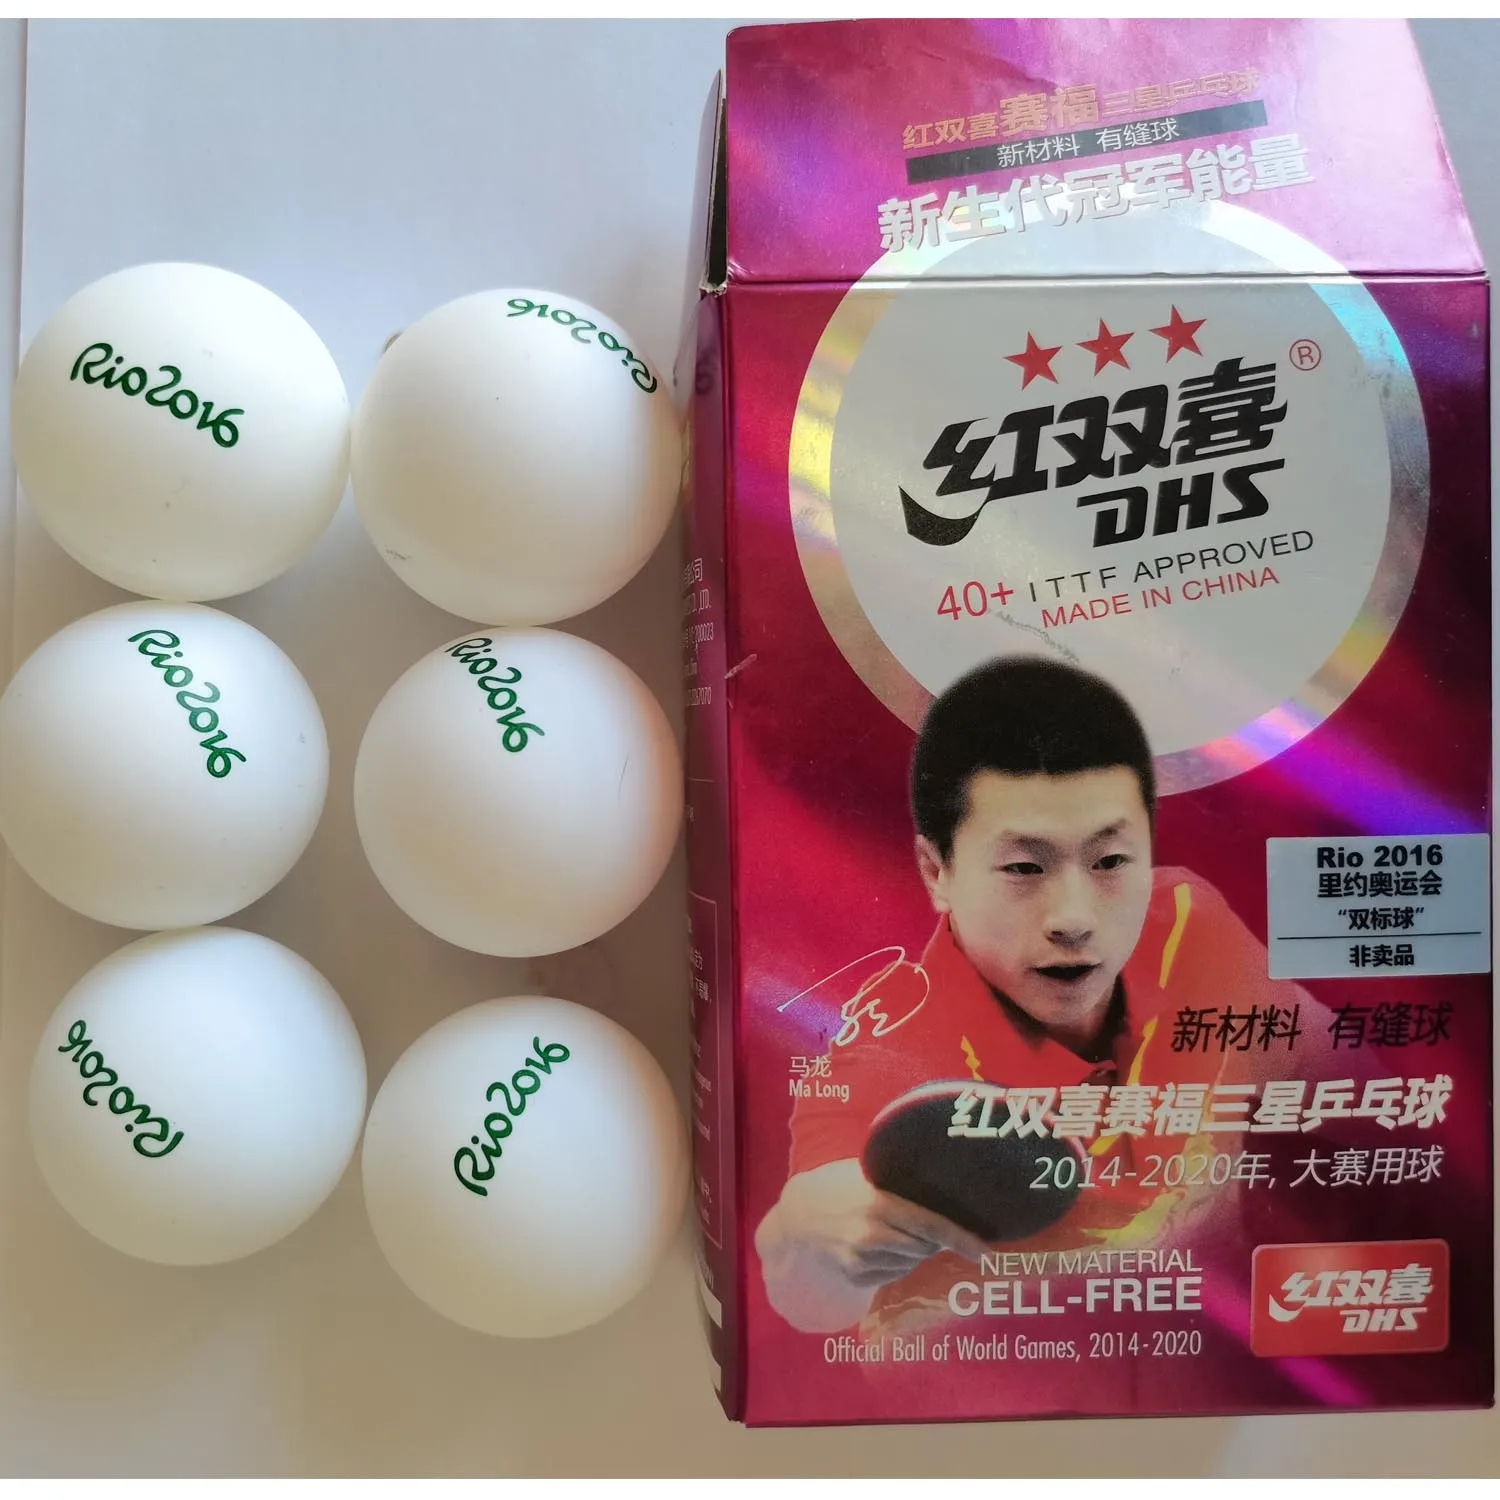 Rio2016
Rio2016
Rio2016
Rio2016
Rio2016
Rio2016
红双喜赛福三星乒乓球
新材料 有缝球
新生代冠军能量
红双喜®
DHS
40+ ITTF APPROVED
MADE IN CHINA
Rio 2016
里约奥运会
“双标球”
非卖品
新材料 有缝球
马龙
Ma Long
红双喜赛福三星乒乓球
2014-2020年, 大赛用球
NEW MATERIAL
CELL-FREE
Official Ball of World Games, 2014-2020
红双喜
DHS
公司
LTD.
200023